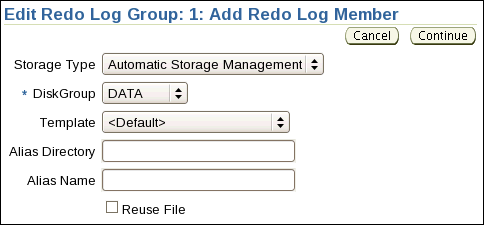 Edit Redo Log Group: 1: Add Redo Log Member
Cancel Continue
Storage Type Automatic Storage Management
* DiskGroup DATA
Template <Default>
Alias Directory
Alias Name
Reuse File